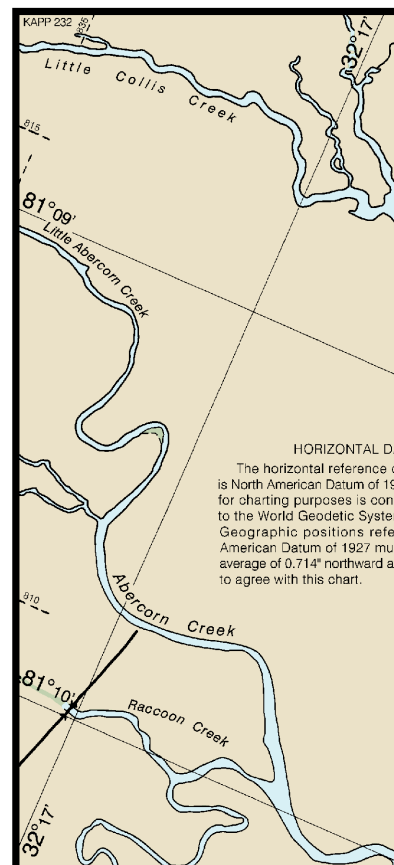 KAPP 232
835
32°17'
Little Collis Creek
815
81°09'
Little Abercorn Creek
HORIZONTAL D
The horizontal reference
is North American Datum of 19
for charting purposes is con
to the World Geodetic System
Geographic positions refe
American Datum of 1927 mu
average of 0.714" northward a
to agree with this chart.
Abercorn Creek
810
81°10'
Raccoon Creek
32°17'